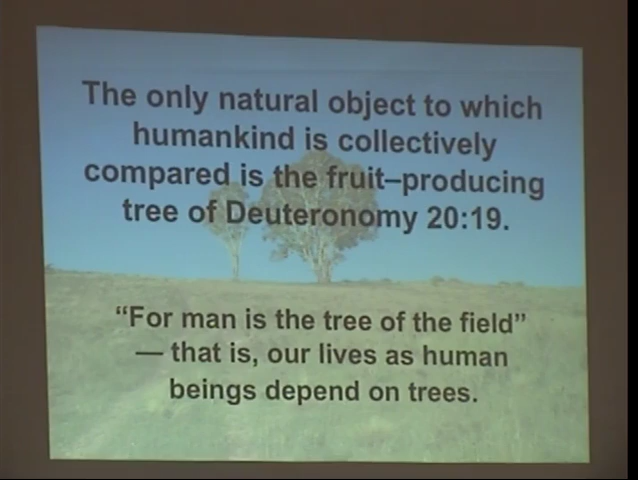 The only natural object to which
humankind is collectively
compared is the fruit–producing
tree of Deuteronomy 20:19.
“For man is the tree of the field”
— that is, our lives as human
beings depend on trees.